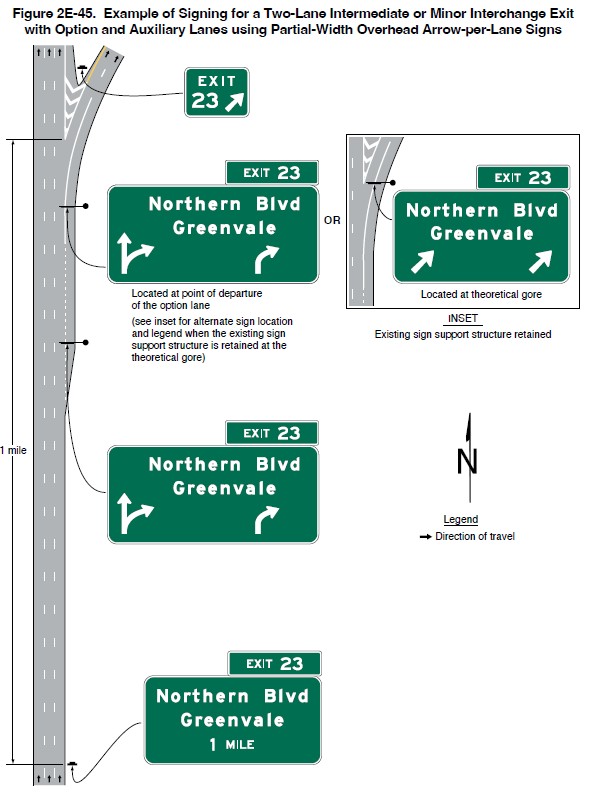 Figure 2E-45. Example of Signing for a Two-Lane Intermediate or Minor Interchange Exit
with Option and Auxiliary Lanes using Partial-Width Overhead Arrow-per-Lane Signs
EXIT
23
EXIT 23
Northern Blvd
Greenvale
Located at point of departure
of the option lane
(see inset for alternate sign location
and legend when the existing sign
support structure is retained at the
theoretical gore)
OR
EXIT 23
Northern Blvd
Greenvale
Located at theoretical gore
INSET
Existing sign support structure retained
1 mile
EXIT 23
Northern Blvd
Greenvale
N
Legend
Direction of travel
EXIT 23
Northern Blvd
Greenvale
1 MILE